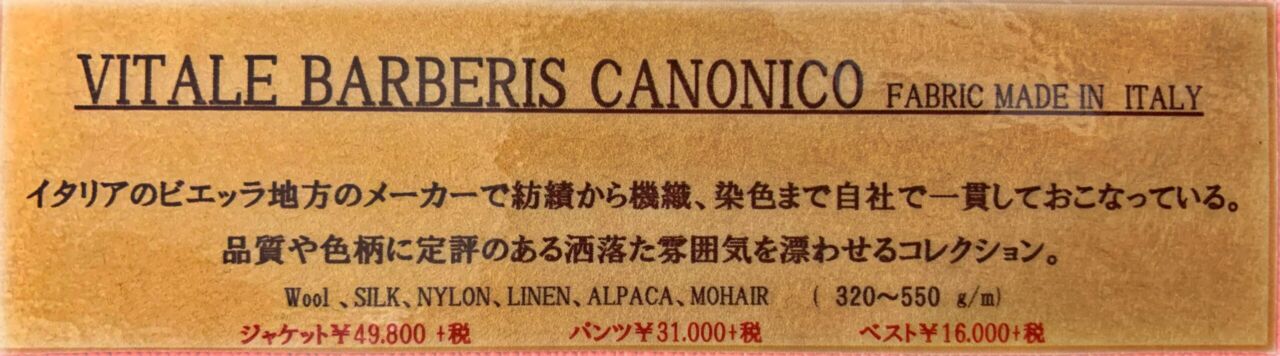 VITALE BARBERIS CANONICO FABRIC MADE IN ITALY
イタリアのビエッラ地方のメーカーで紡績から機織、染色まで自社で一貫しておこなっている。
品質や色柄に定評のある洒落た雰囲気を漂わせるコレクション。
Wool 、SILK、NYLON、LINEN、ALPACA、MOHAIR ( 320～550 g/m)
ジャケット¥49.800 +税 パンツ¥31.000+税 ベスト¥16.000+税